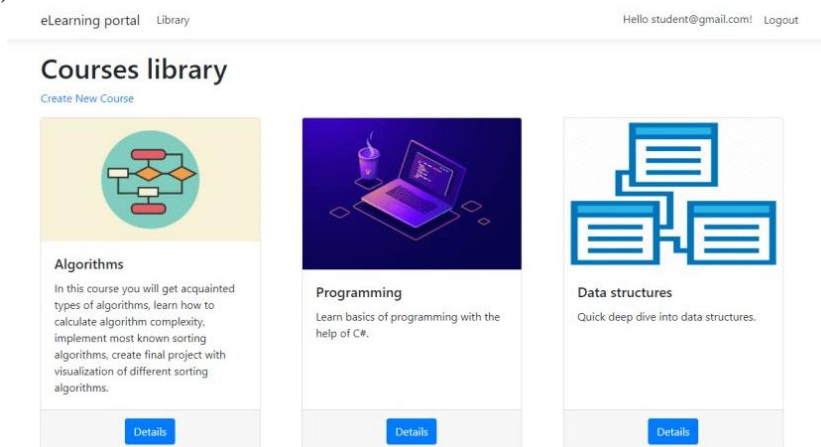 eLearning portal Library Hello student@gmail.com! Logout
Courses library
Create New Course
Algorithms
In this course you will get acquainted
types of algorithms, learn how to
calculate algorithm complexity,
implement most known sorting
algorithms, create final project with
visualization of different sorting
algorithms.
Details
Programming
Learn basics of programming with the
help of C#.
Details
Data structures
Quick deep dive into data structures.
Details